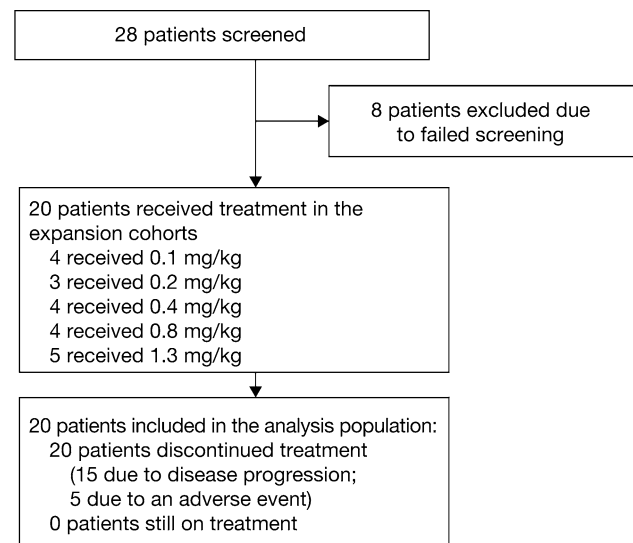 28 patients screened
8 patients excluded due
to failed screening
20 patients received treatment in the
expansion cohorts
4 received 0.1 mg/kg
3 received 0.2 mg/kg
4 received 0.4 mg/kg
4 received 0.8 mg/kg
5 received 1.3 mg/kg
20 patients included in the analysis population:
20 patients discontinued treatment
(15 due to disease progression;
5 due to an adverse event)
0 patients still on treatment